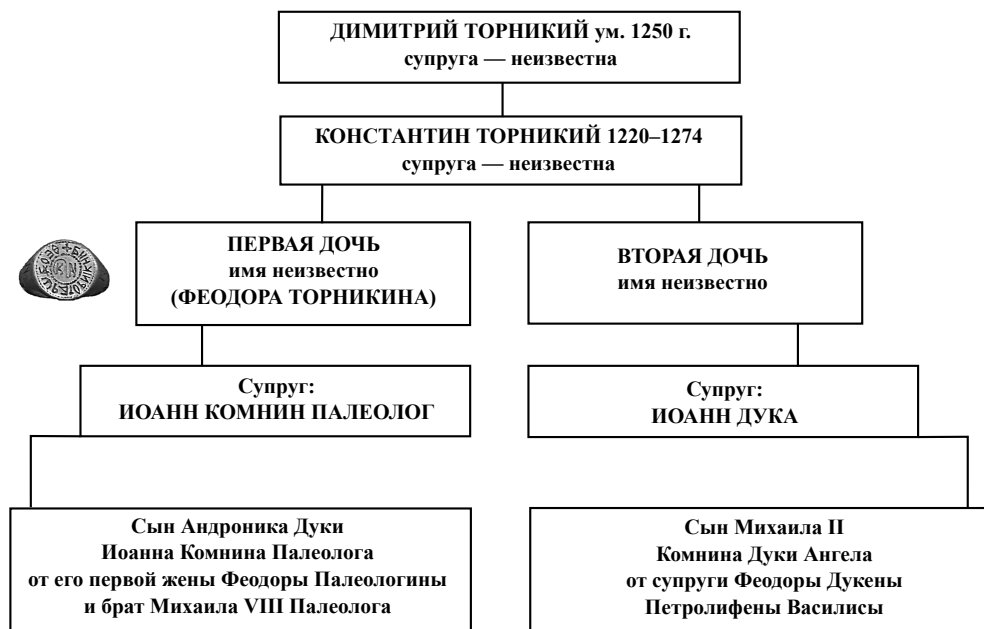 ДИМИТРИЙ ТОРНИКИЙ ум. 1250 г.
супруга — неизвестна
КОНСТАНТИН ТОРНИКИЙ 1220–1274
супруга — неизвестна
ПЕРВАЯ ДОЧЬ
имя неизвестно
(ФЕОДОРА ТОРНИКИНА)
ВТОРАЯ ДОЧЬ
имя неизвестно
Супруг:
ИОАНН КОМНИН ПАЛЕОЛОГ
Супруг:
ИОАНН ДУКА
Сын Андроника Дуки
Иоанна Комнина Палеолога
от его первой жены Феодоры Палеологины
и брат Михаила VIII Палеолога
Сын Михаила II
Комнина Дуки Ангела
от супруги Феодоры Дукены
Петролифены Василисы